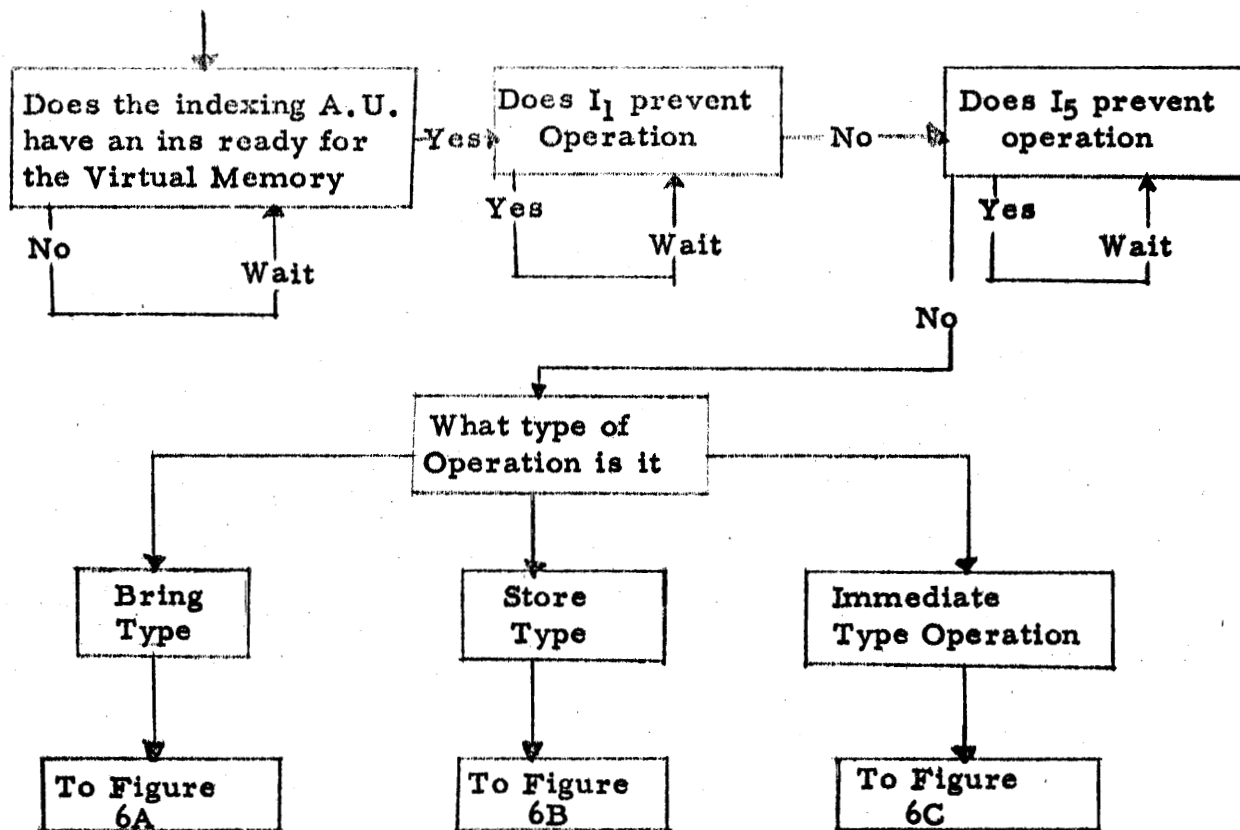 Does the indexing A.U.
have an ins ready for
the Virtual Memory
Yes
No
Wait
Does I₁ prevent
Operation
No
Yes
Wait
Does I₅ prevent
operation
Yes
Wait
No
What type of
Operation is it
Bring
Type
Store
Type
Immediate
Type Operation
To Figure
6A
To Figure
6B
To Figure
6C